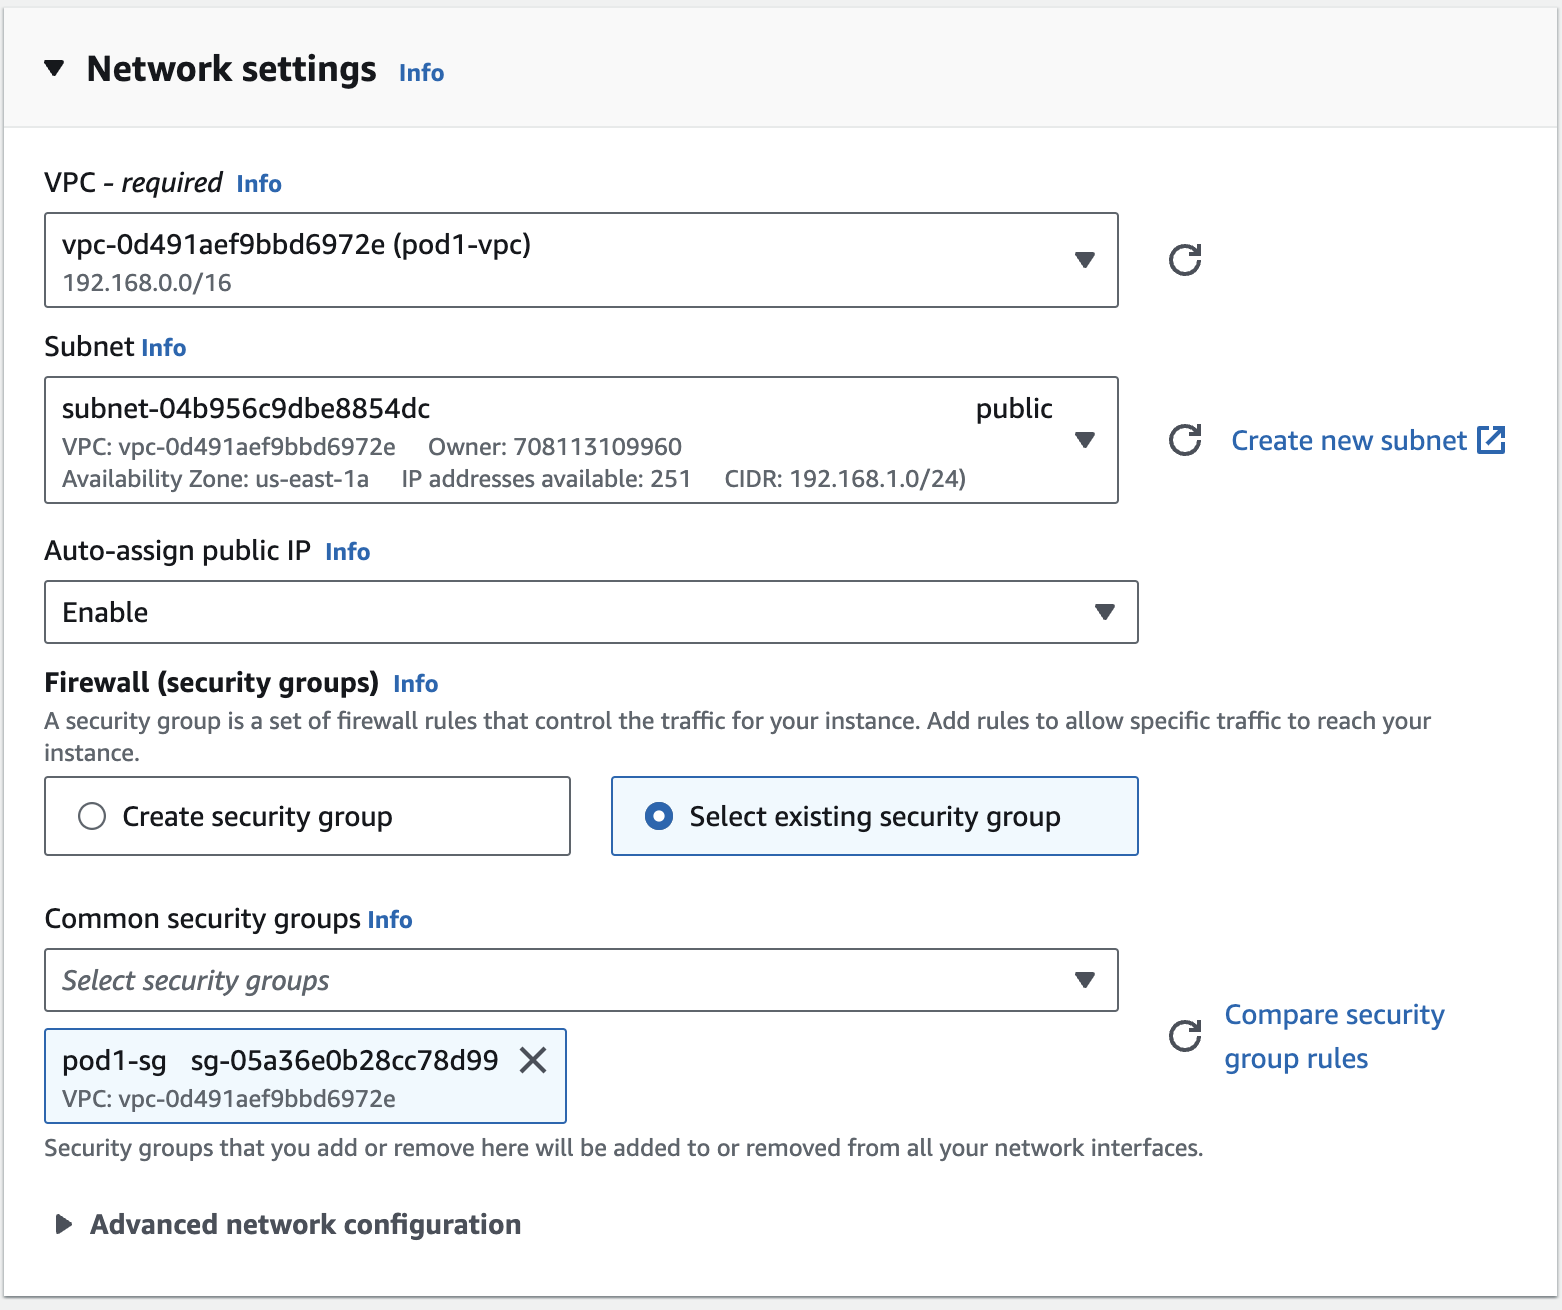 Network settings Info
VPC - required Info
vpc-0d491aef9bbd6972e (pod1-vpc)
192.168.0.0/16
Subnet Info
subnet-04b956c9dbe8854dc public
VPC: vpc-0d491aef9bbd6972e Owner: 708113109960
Availability Zone: us-east-1a IP addresses available: 251 CIDR: 192.168.1.0/24)
Create new subnet
Auto-assign public IP Info
Enable
Firewall (security groups) Info
A security group is a set of firewall rules that control the traffic for your instance. Add rules to allow specific traffic to reach your
instance.
Create security group
Select existing security group
Common security groups Info
Select security groups
Compare security
group rules
pod1-sg sg-05a36e0b28cc78d99
VPC: vpc-0d491aef9bbd6972e
Security groups that you add or remove here will be added to or removed from all your network interfaces.
Advanced network configuration